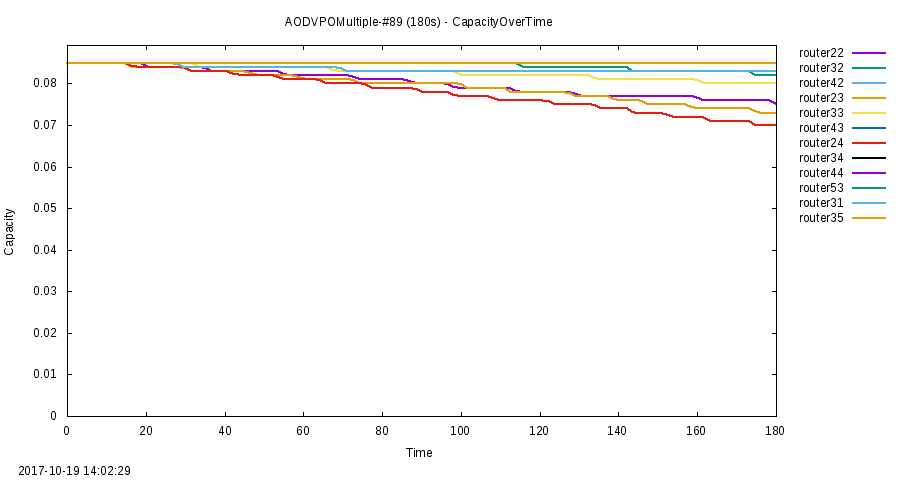 AODVPOMultiple-#89 (180s) - CapacityOverTime
router22
router32
router42
router23
router33
router43
router24
router34
router44
router53
router31
router35
0.08
0.07
0.06
0.05
0.04
0.03
0.02
0.01
0
Capacity
0 20 40 60 80 100 120 140 160 180
Time
2017-10-19 14:02:29